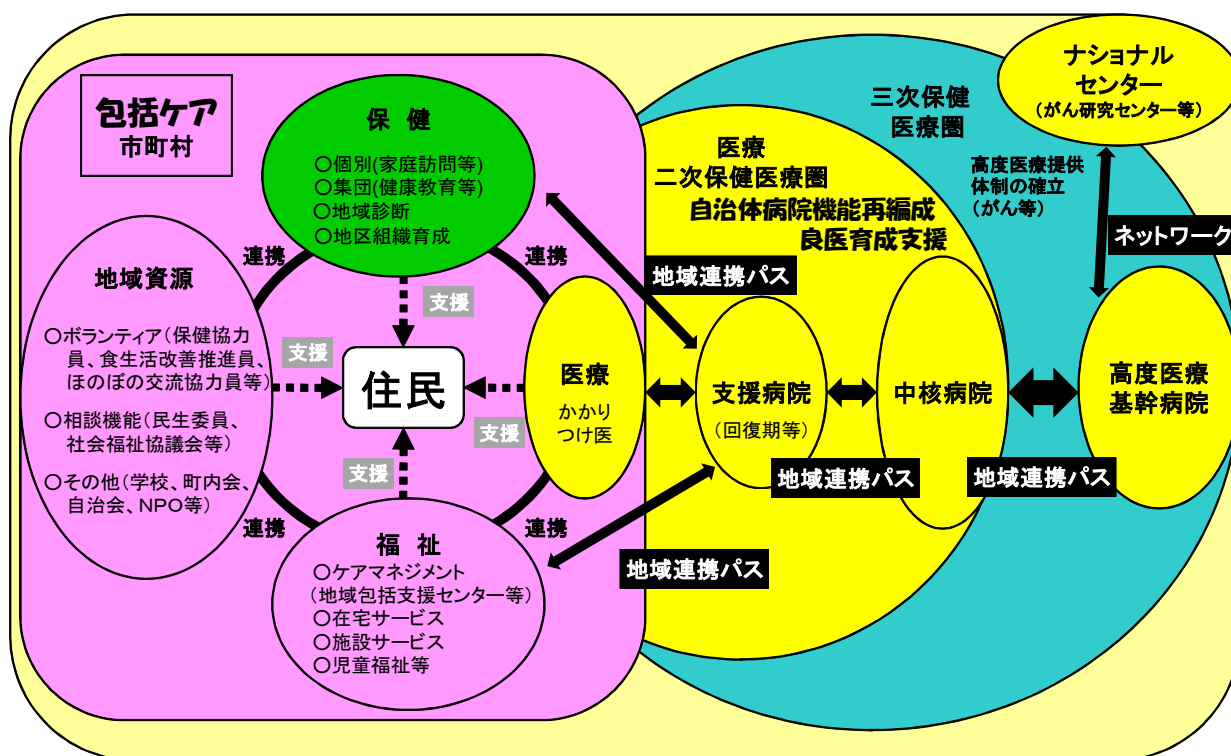 包括ケア
市町村
保 健
○個別(家庭訪問等)
○集団(健康教育等)
○地域診断
○地区組織育成
連携
連携
地域資源
○ボランティア(保健協力
員、食生活改善推進員、
ほのぼの交流協力員等)
○相談機能(民生委員、
社会福祉協議会等)
○その他(学校、町内会、
自治会、NPO等)
支援
支援
住民
支援
支援
医療
かかり
つけ医
連携
連携
福 祉
○ケアマネジメント
(地域包括支援センター等)
○在宅サービス
○施設サービス
○児童福祉等
医療
二次保健医療圏
自治体病院機能再編成
良医育成支援
地域連携パス
支援病院
(回復期等)
中核病院
地域連携パス
地域連携パス
地域連携パス
三次保健
医療圏
高度医療提供
体制の確立
(がん等)
ナショナル
センター
(がん研究センター等)
ネットワーク
高度医療
基幹病院